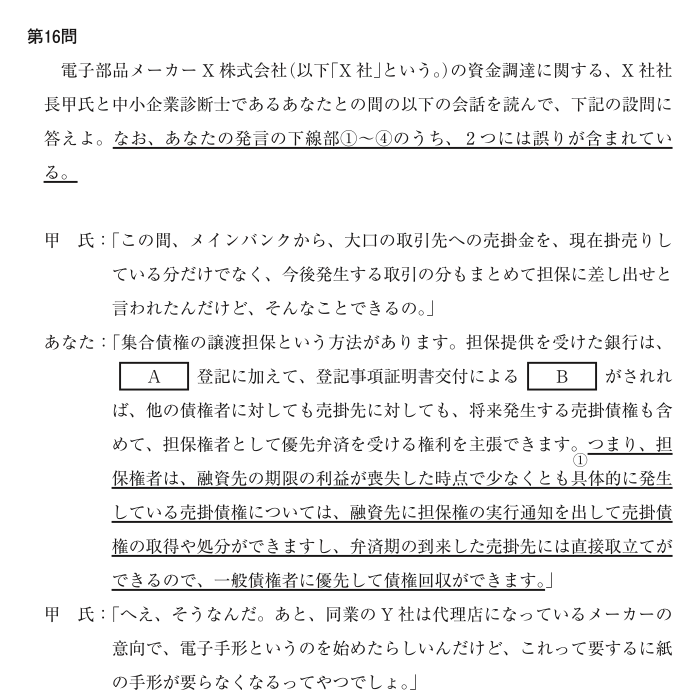 第16問
電子部品メーカーX株式会社(以下「X社」という。)の資金調達に関する、X社社
長甲氏と中小企業診断士であるあなたとの間の以下の会話を読んで、下記の設問に
答えよ。なお、あなたの発言の下線部①~④のうち、2つには誤りが含まれてい
る。
甲 氏:「この間、メインバンクから、大口の取引先への売掛金を、現在掛売りし
ている分だけでなく、今後発生する取引の分もまとめて担保に差し出せと
言われたんだけど、そんなことできるの。」
あなた:「集合債権の譲渡担保という方法があります。担保提供を受けた銀行は、
A 登記に加えて、登記事項証明書交付による B がされれ
ば、他の債権者に対しても売掛先に対しても、将来発生する売掛債権も含
めて、担保権者として優先弁済を受ける権利を主張できます。つまり、担
①
保権者は、融資先の期限の利益が喪失した時点で少なくとも具体的に発生
している売掛債権については、融資先に担保権の実行通知を出して売掛債
権の取得や処分ができますし、弁済期の到来した売掛先には直接取立てが
できるので、一般債権者に優先して債権回収ができます。」
甲 氏:「へえ、そうなんだ。あと、同業のY社は代理店になっているメーカーの
意向で、電子手形というのを始めたらしいんだけど、これって要するに紙
の手形が要らなくなるってやつでしょ。」